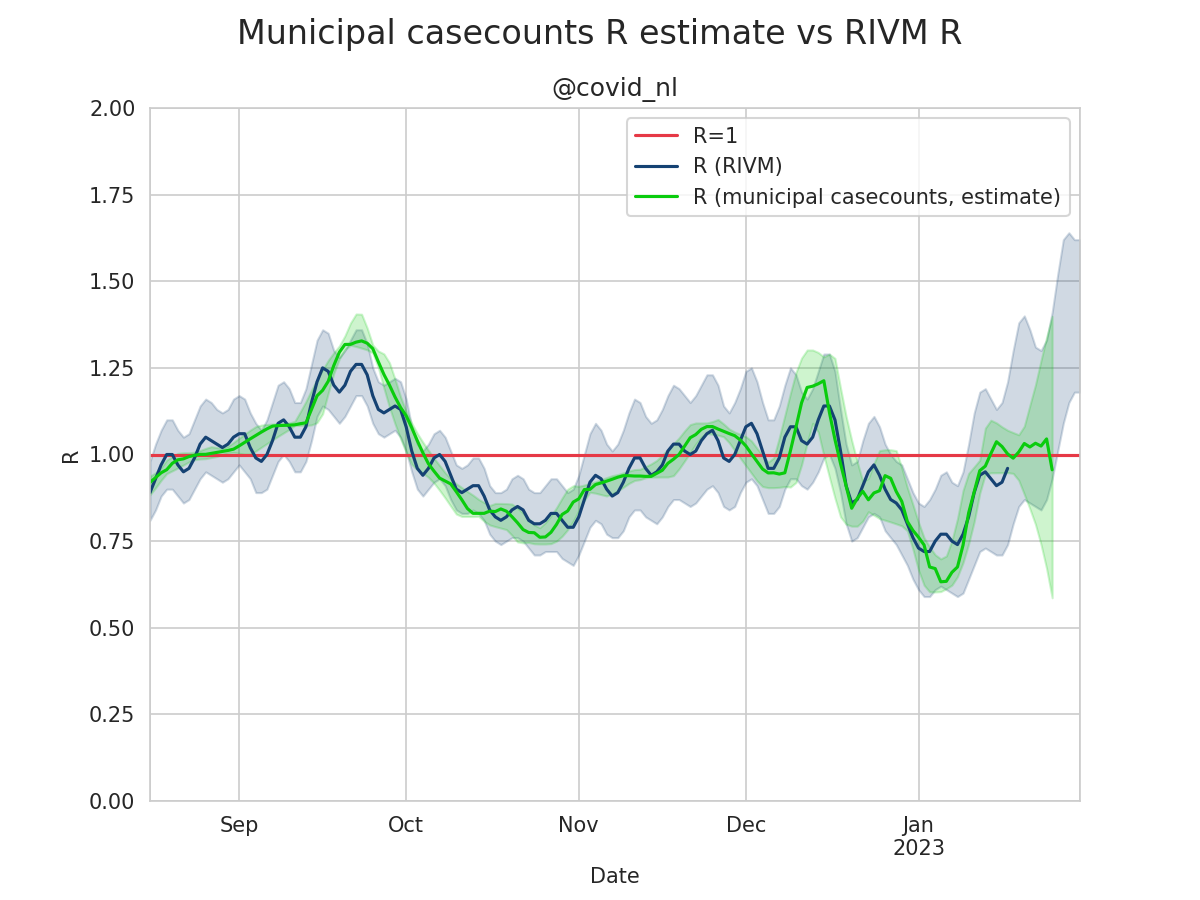 Municipal casecounts R estimate vs RIVM R
@covid_nl
R=1
R (RIVM)
R (municipal casecounts, estimate)
2.00
1.75
1.50
1.25
1.00
0.75
0.50
0.25
0.00
R
Sep
Oct
Nov
Dec
Jan
2023
Date